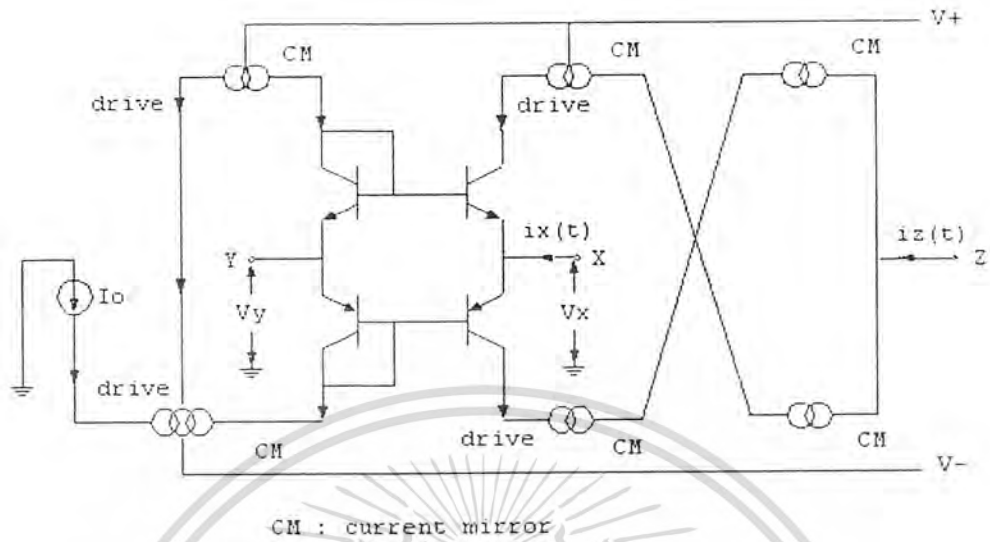 V+
CM
CM
CM
drive
drive
ix(t)
iz(t)
Y
X
Z
Io
Vy
Vx
drive
CM
drive
CM
CM
V-
CM : current mirror